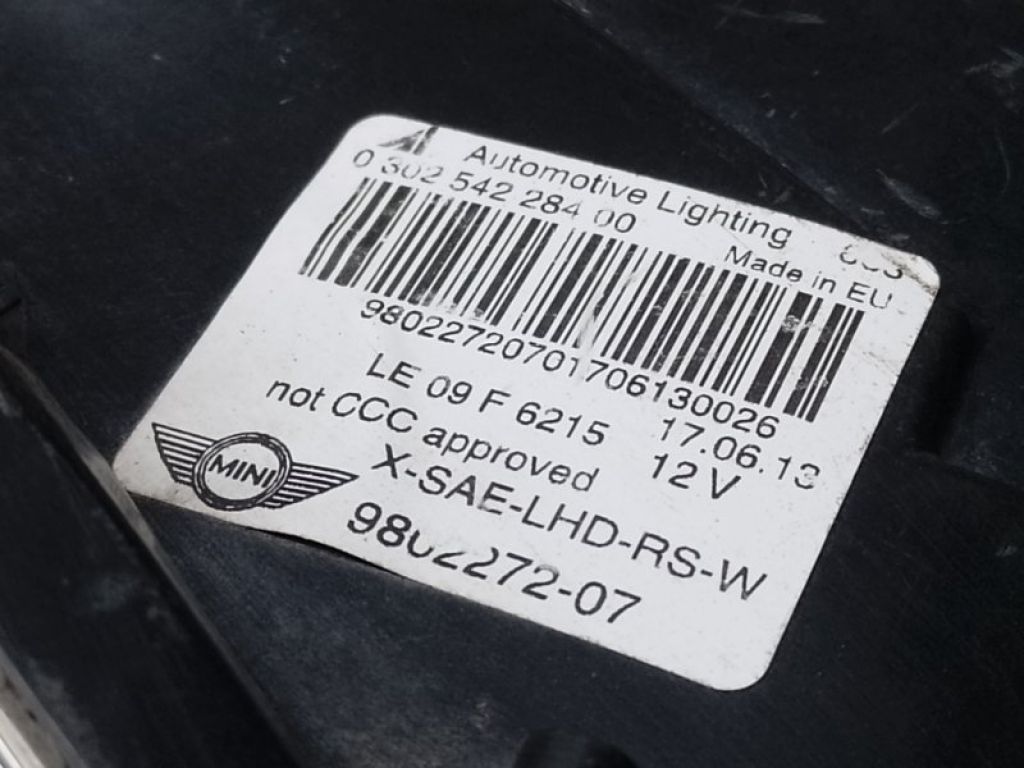 Automotive Lighting
0 302 542 284 00
Made in EU
98022720701706130026
LE 09 F 6215 17.06.13
not CCC approved 12 V
X-SAE-LHD-RS-W
MINI
9802272-07